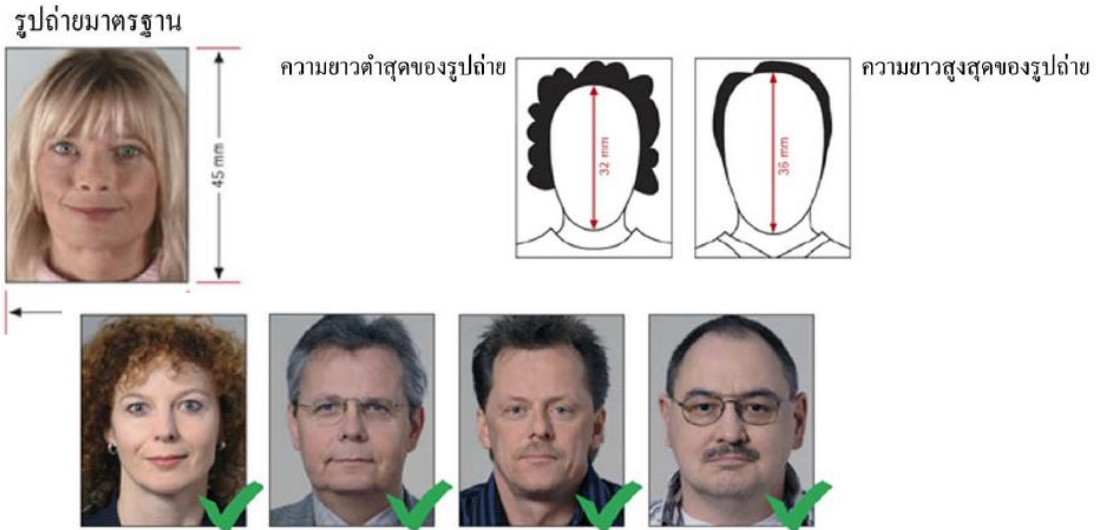 รูปถ่ายมาตรฐาน
45 mm
ความยาวต่ำสุดของรูปถ่าย
32 mm
36 mm
ความยาวสูงสุดของรูปถ่าย